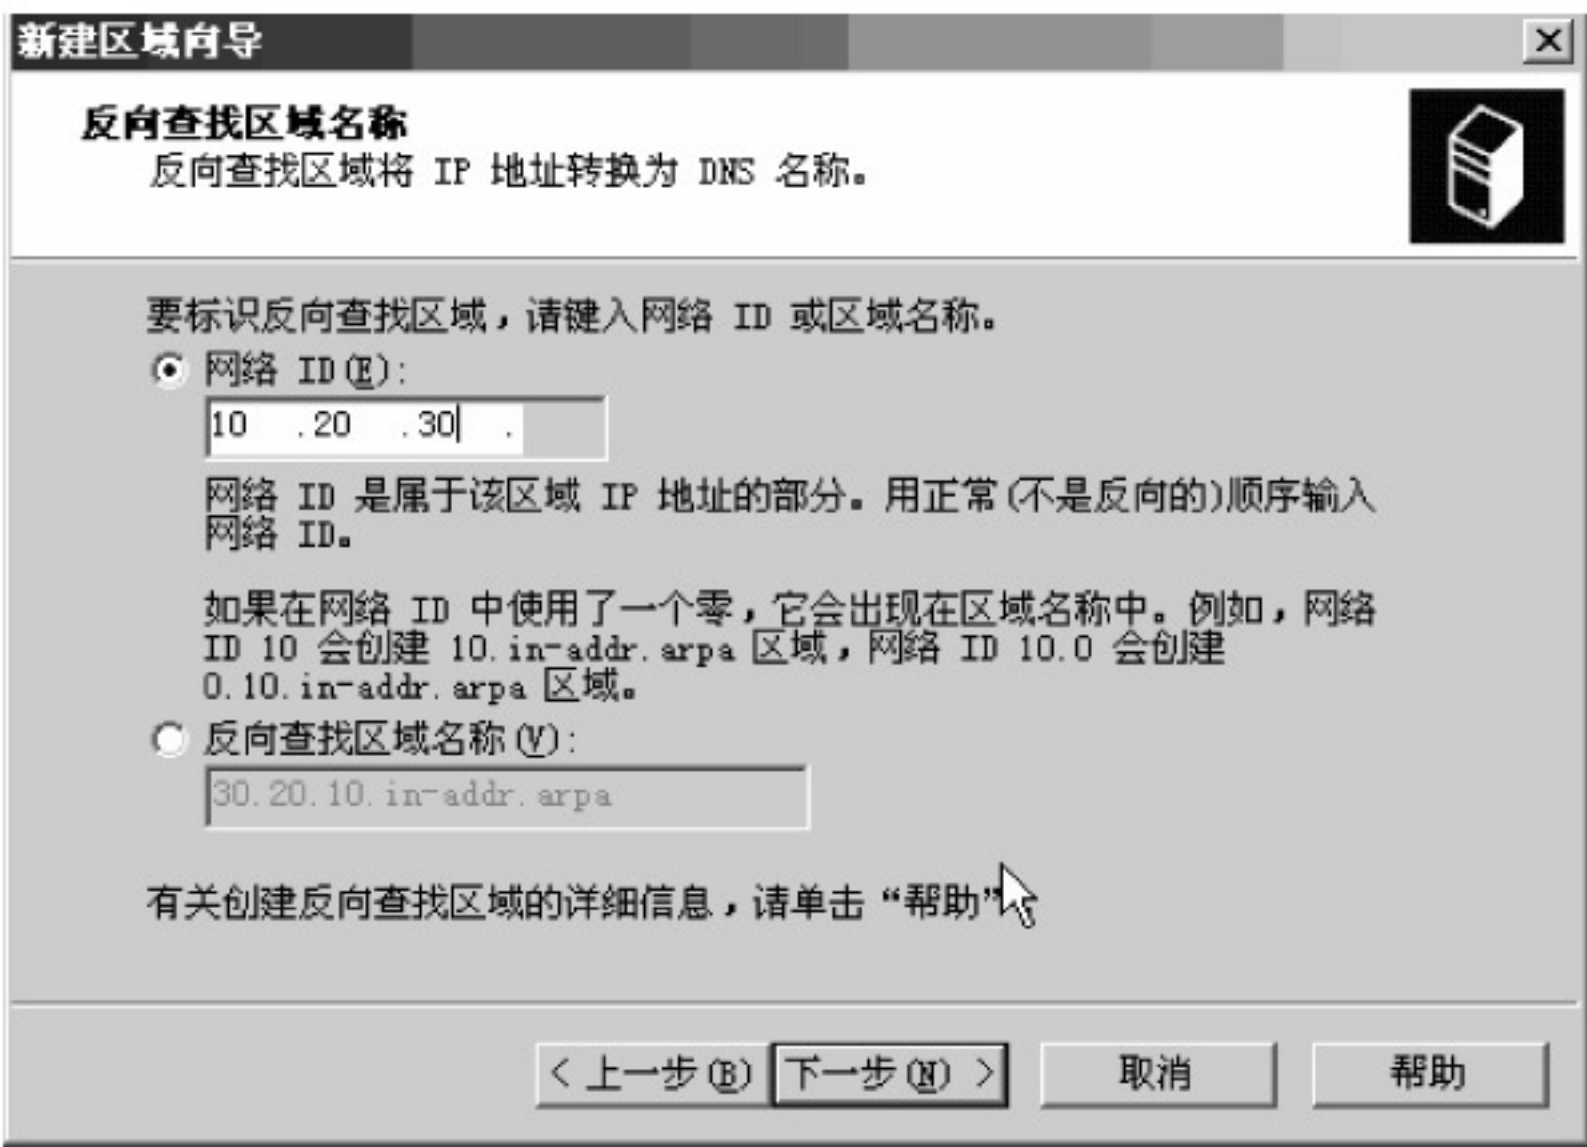 新建区域向导
反向查找区域名称
反向查找区域将 IP 地址转换为 DNS 名称。
要标识反向查找区域，请键入网络 ID 或区域名称。
网络 ID(E):
10 .20 .30 .
网络 ID 是属于该区域 IP 地址的部分。用正常(不是反向的)顺序输入
网络 ID。
如果在网络 ID 中使用了一个零，它会出现在区域名称中。例如，网络
ID 10 会创建 10.in-addr.arpa 区域，网络 ID 10.0 会创建
0.10.in-addr.arpa 区域。
反向查找区域名称(V):
30.20.10.in-addr.arpa
有关创建反向查找区域的详细信息，请单击“帮助”
< 上一步(B) 下一步(N) > 取消 帮助